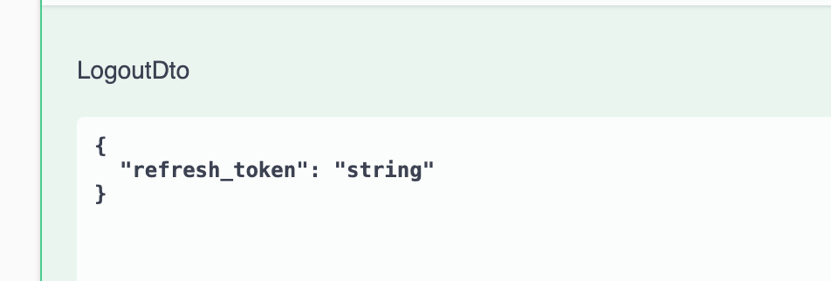 LogoutDto
{
  "refresh_token": "string"
}